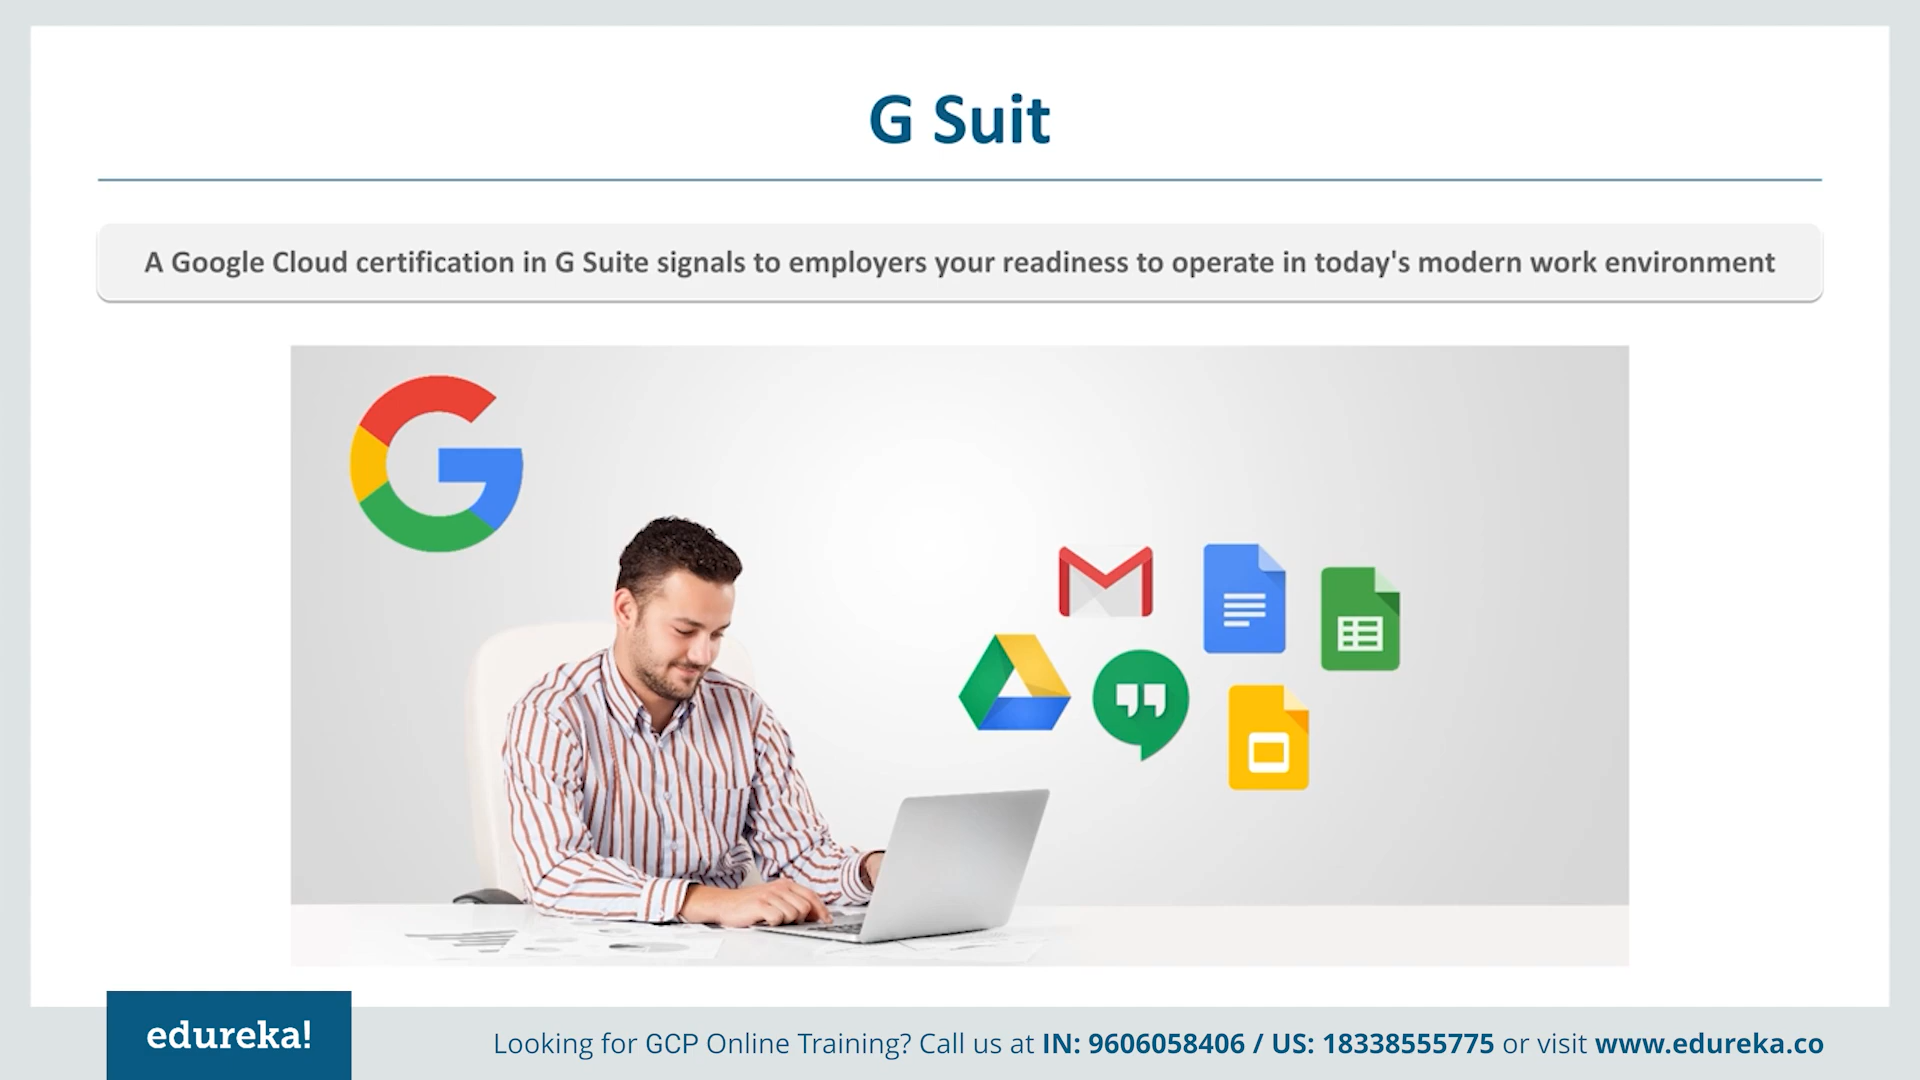 G Suit
A Google Cloud certification in G Suite signals to employers your readiness to operate in today's modern work environment
edureka!
Looking for GCP Online Training? Call us at IN: 9606058406 / US: 18338555775 or visit www.edureka.co